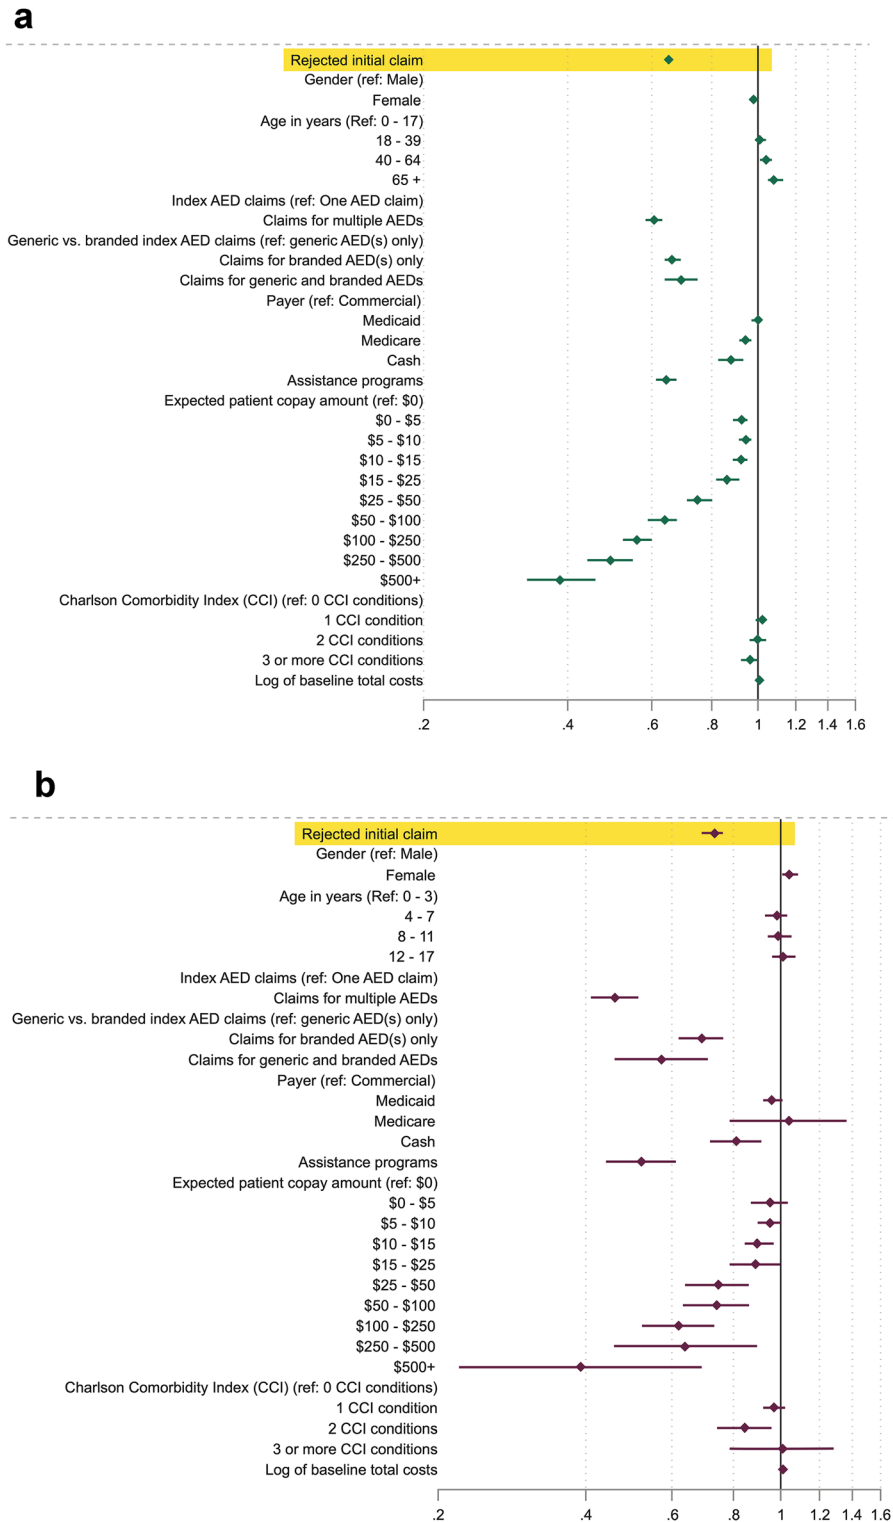 a
Rejected initial claim
Gender (ref: Male)
Female
Age in years (Ref: 0 - 17)
18 - 39
40 - 64
65 +
Index AED claims (ref: One AED claim)
Claims for multiple AEDs
Generic vs. branded index AED claims (ref: generic AED(s) only)
Claims for branded AED(s) only
Claims for generic and branded AEDs
Payer (ref: Commercial)
Medicaid
Medicare
Cash
Assistance programs
Expected patient copay amount (ref: $0)
$0 - $5
$5 - $10
$10 - $15
$15 - $25
$25 - $50
$50 - $100
$100 - $250
$250 - $500
$500+
Charlson Comorbidity Index (CCI) (ref: 0 CCI conditions)
1 CCI condition
2 CCI conditions
3 or more CCI conditions
Log of baseline total costs
.2 .4 .6 .8 1 1.2 1.4 1.6
b
Rejected initial claim
Gender (ref: Male)
Female
Age in years (Ref: 0 - 3)
4 - 7
8 - 11
12 - 17
Index AED claims (ref: One AED claim)
Claims for multiple AEDs
Generic vs. branded index AED claims (ref: generic AED(s) only)
Claims for branded AED(s) only
Claims for generic and branded AEDs
Payer (ref: Commercial)
Medicaid
Medicare
Cash
Assistance programs
Expected patient copay amount (ref: $0)
$0 - $5
$5 - $10
$10 - $15
$15 - $25
$25 - $50
$50 - $100
$100 - $250
$250 - $500
$500+
Charlson Comorbidity Index (CCI) (ref: 0 CCI conditions)
1 CCI condition
2 CCI conditions
3 or more CCI conditions
Log of baseline total costs
.2 .4 .6 .8 1 1.2 1.4 1.6